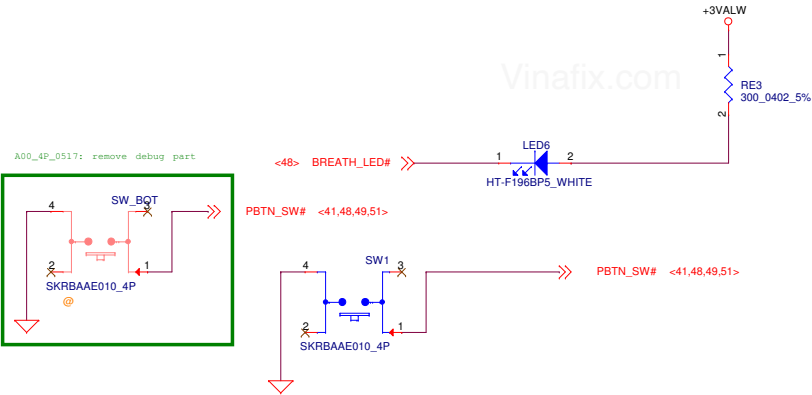 +3VALW
Vinafix.com
1
RE3
300_0402_5%
2
LED6
A00_4P_0517: remove debug part
<48> BREATH_LED#
1
2
HT-F196BP5_WHITE
SW_BOT
4
3
PBTN_SW# <41,48,49,51>
2
1
SKRBAAE010_4P
@
SW1
4
3
PBTN_SW# <41,48,49,51>
2
1
SKRBAAE010_4P